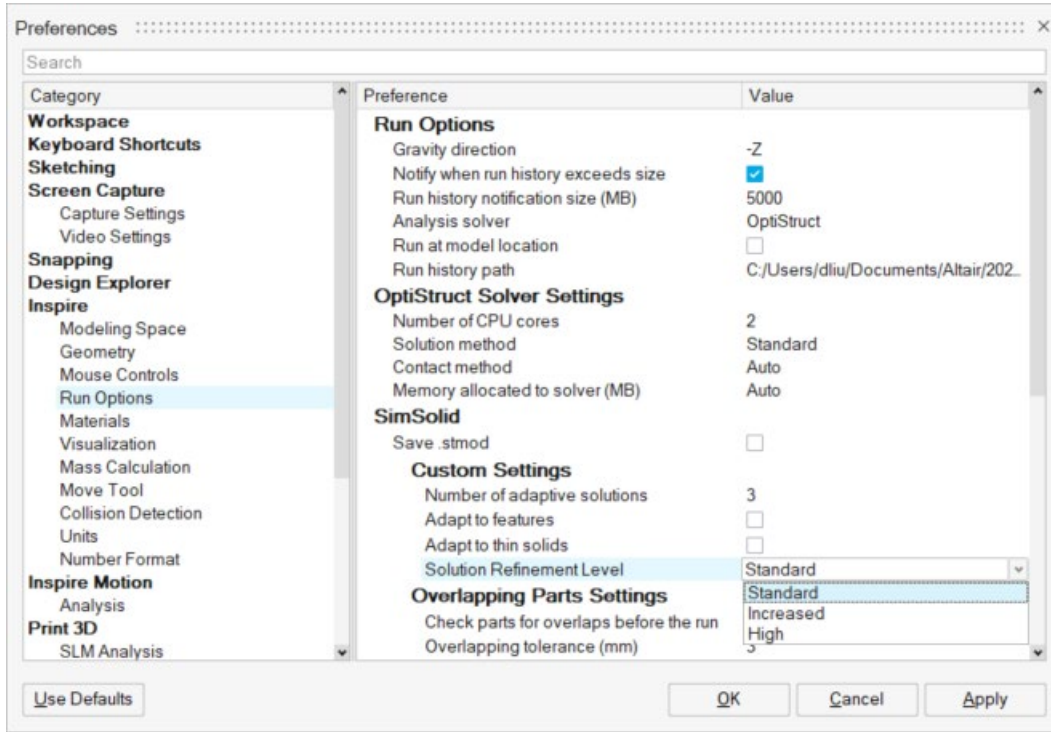 Preferences
Search
Category
Workspace
Keyboard Shortcuts
Sketching
Screen Capture
Capture Settings
Video Settings
Snapping
Design Explorer
Inspire
Modeling Space
Geometry
Mouse Controls
Run Options
Materials
Visualization
Mass Calculation
Move Tool
Collision Detection
Units
Number Format
Inspire Motion
Analysis
Print 3D
SLM Analysis
Preference Value
Run Options
Gravity direction -Z
Notify when run history exceeds size
Run history notification size (MB) 5000
Analysis solver OptiStruct
Run at model location
Run history path C:/Users/dliu/Documents/Altair/202...
OptiStruct Solver Settings
Number of CPU cores 2
Solution method Standard
Contact method Auto
Memory allocated to solver (MB) Auto
SimSolid
Save .stmod
Custom Settings
Number of adaptive solutions 3
Adapt to features
Adapt to thin solids
Solution Refinement Level Standard
Standard
Increased
High
Overlapping Parts Settings
Check parts for overlaps before the run
Overlapping tolerance (mm)
Use Defaults
OK Cancel Apply